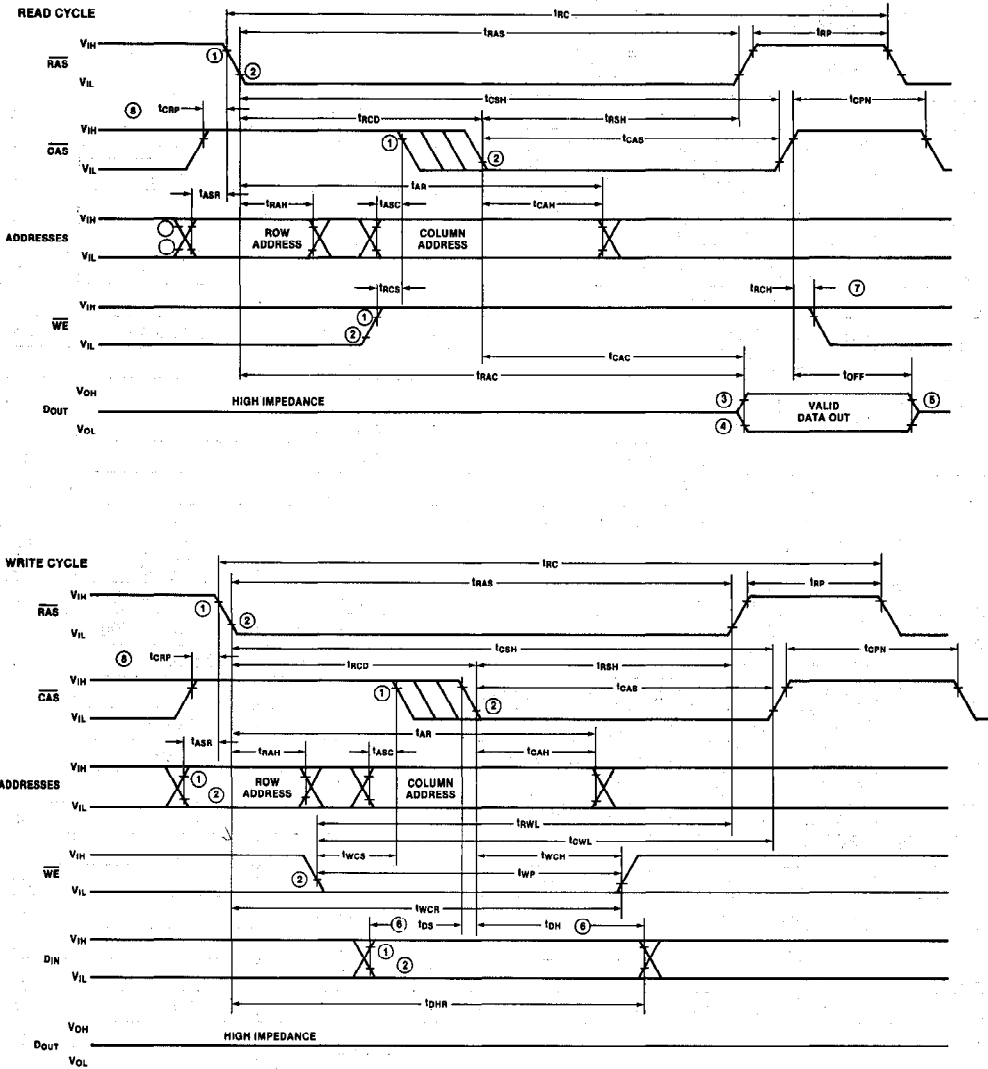 READ CYCLE
tRC
tRAS
tRP
VIH
RAS
VIL
① ②
⑧ tCRP
tCSH
tCPN
tRCD
tRSH
VIH
CAS
VIL
① ②
tCAS
tAR
tASR
tRAH
tASC
tCAH
VIH
ADDRESSES
VIL
ROW
ADDRESS
COLUMN
ADDRESS
tRCS
tRCH
⑦
VIH
WE
VIL
①
②
tCAC
tRAC
tOFF
VOH
DOUT
VOL
HIGH IMPEDANCE
③
④
VALID
DATA OUT
⑤
WRITE CYCLE
tRC
tRAS
tRP
VIH
RAS
VIL
① ②
⑧ tCRP
tCSH
tCPN
tRCD
tRSH
VIH
CAS
VIL
① ②
tCAS
tAR
tASR
tRAH
tASC
tCAH
VIH
ADDRESSES
VIL
①
②
ROW
ADDRESS
COLUMN
ADDRESS
tRWL
tCWL
VIH
WE
VIL
②
tWCS
tWCH
tWP
tWCR
⑥ tDS
tDH ⑥
VIH
DIN
VIL
①
②
tDHR
VOH
DOUT
VOL
HIGH IMPEDANCE